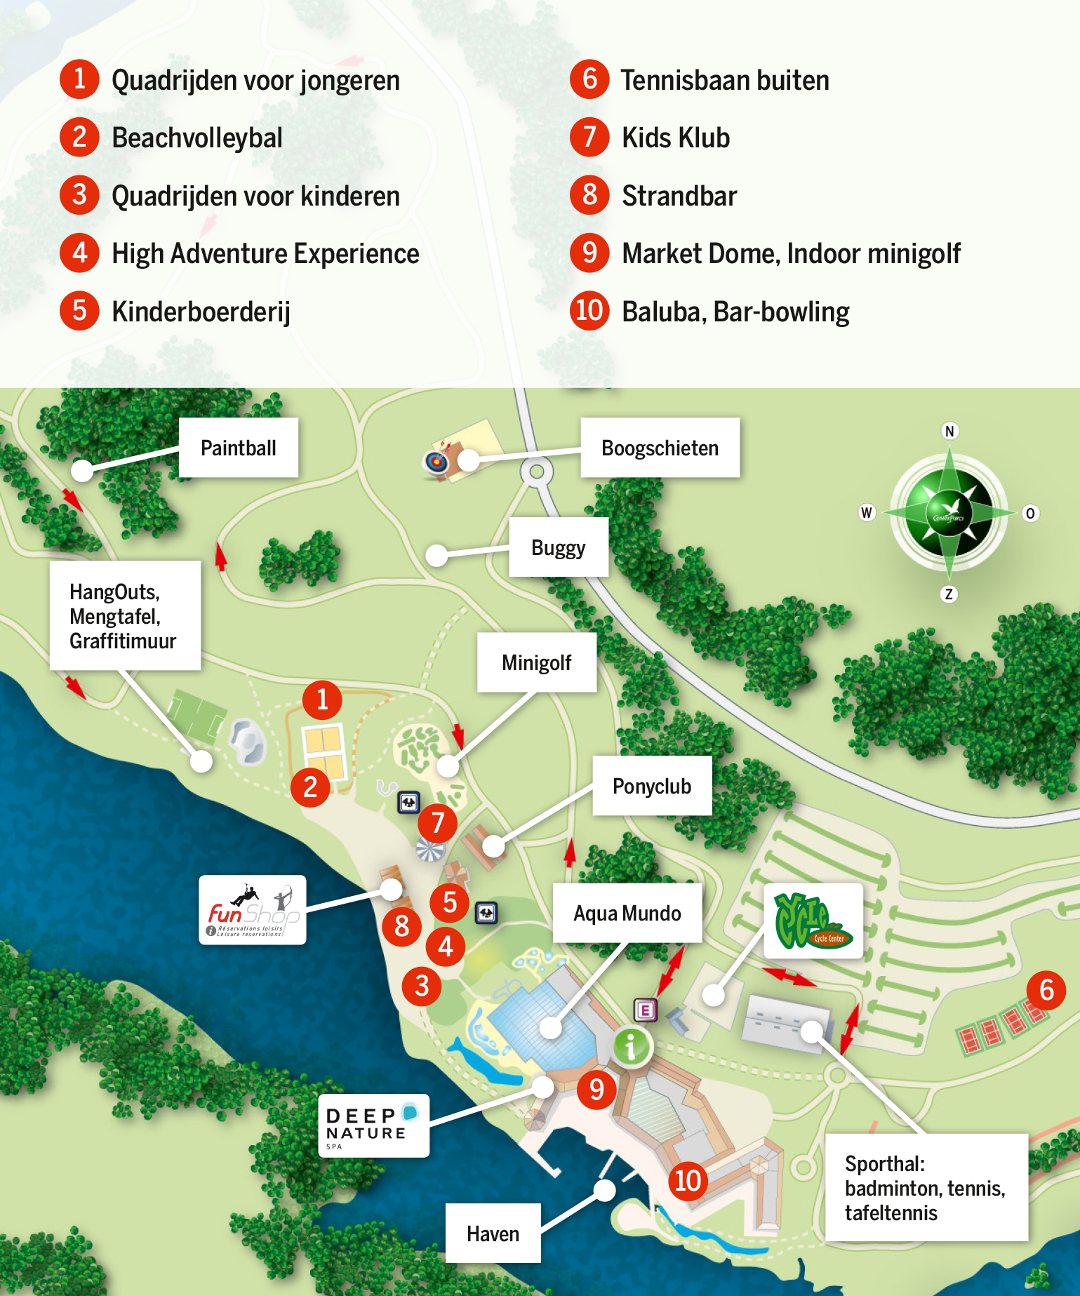 1 Quadrijden voor jongeren
2 Beachvolleybal
3 Quadrijden voor kinderen
4 High Adventure Experience
5 Kinderboerderij
6 Tennisbaan buiten
7 Kids Klub
8 Strandbar
9 Market Dome, Indoor minigolf
10 Baluba, Bar-bowling
Paintball
Boogschieten
N
W
O
Z
CenterParcs
Buggy
HangOuts,
Mengtafel,
Graffitimuur
Minigolf
1
2
Ponyclub
7
fun Shop
i Réservations loisirs/
Leisure reservations/
5
8
4
3
Aqua Mundo
CYCLe
Cycle Center
6
E
i
9
DEEP
NATURE
SPA
10
Haven
Sporthal:
badminton, tennis,
tafeltennis